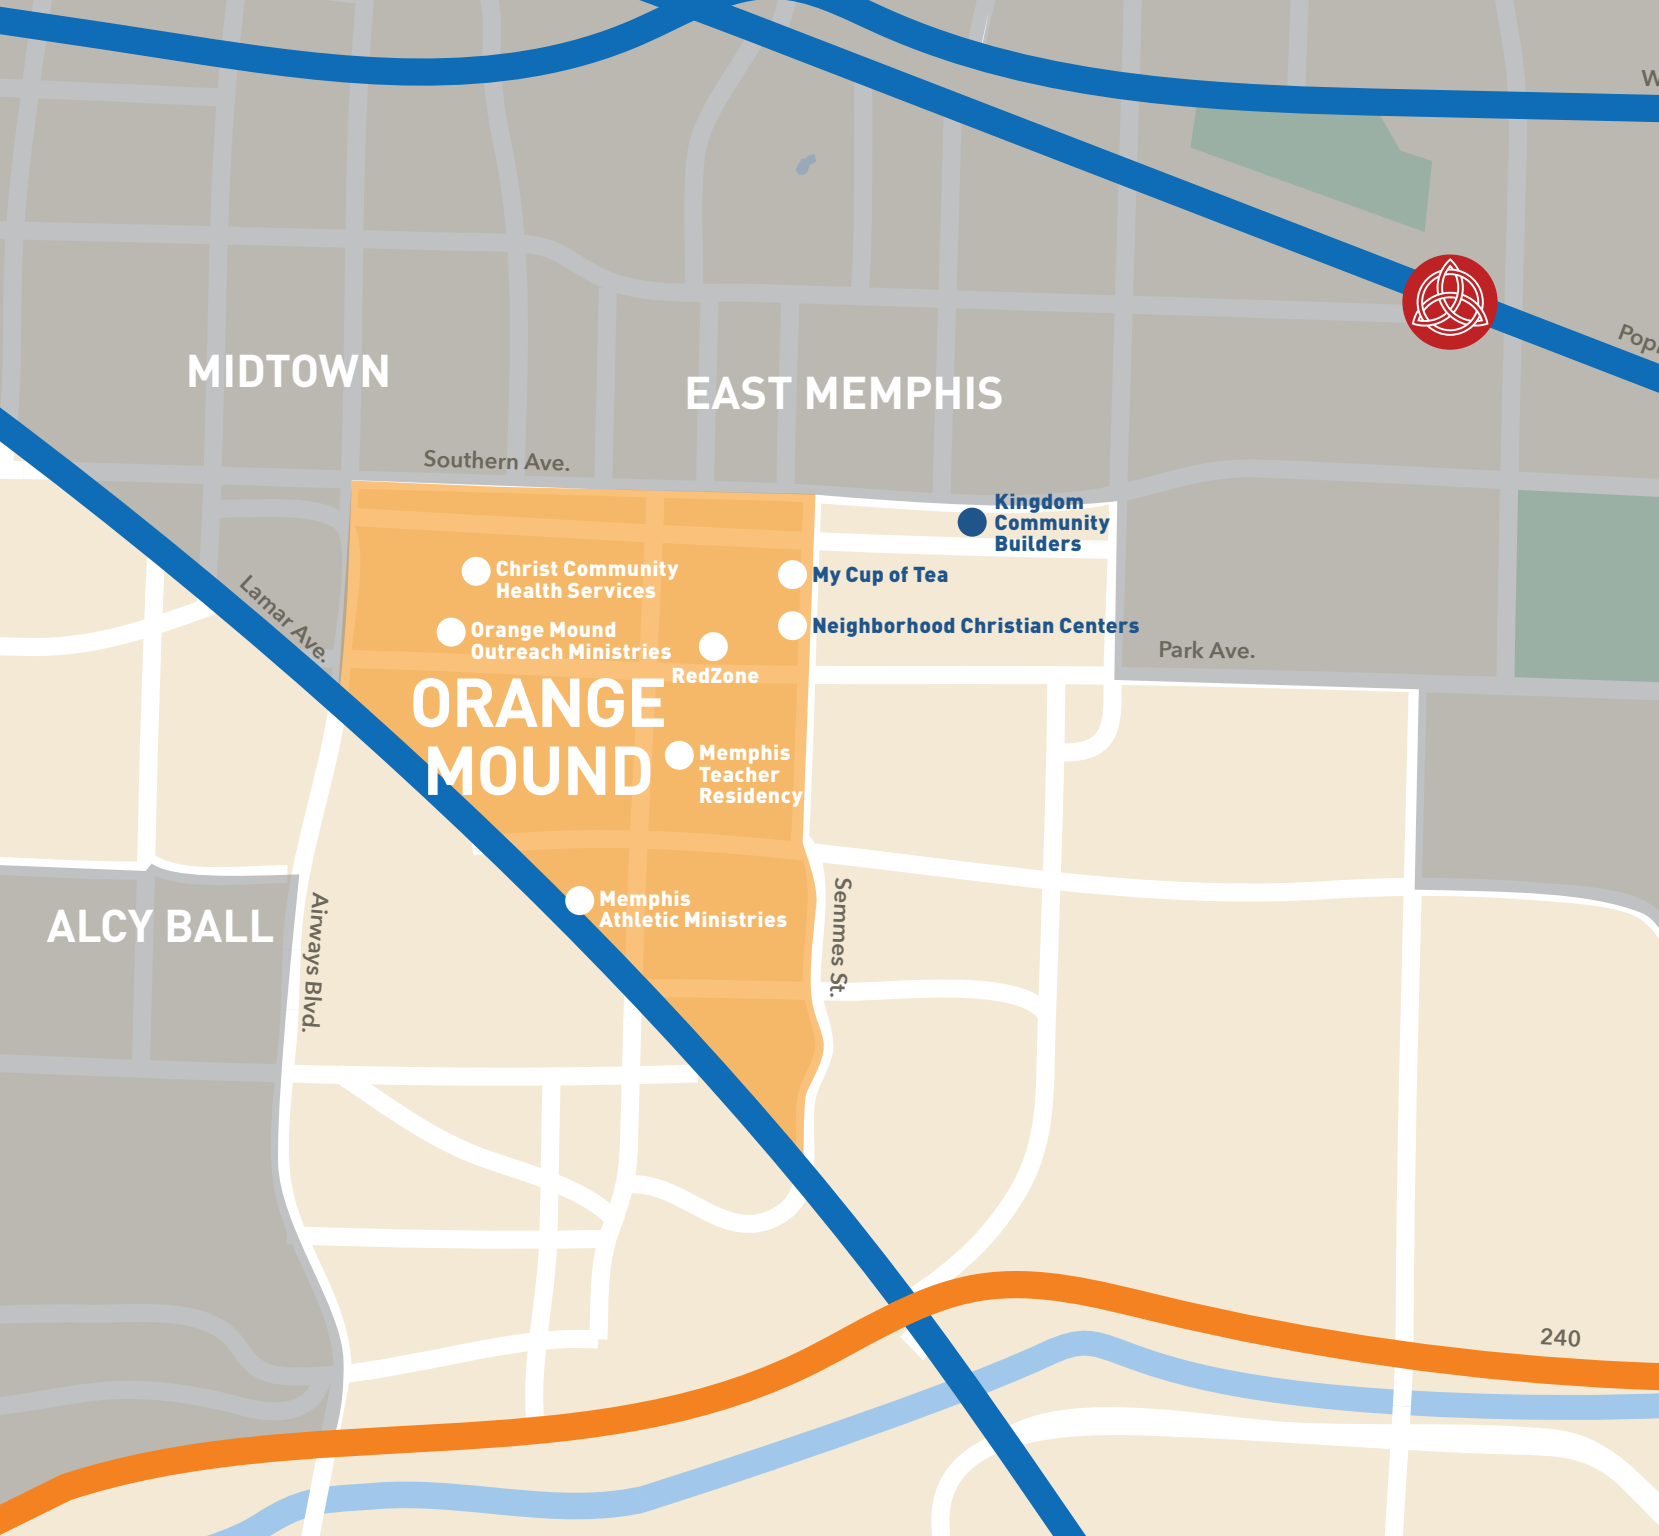 W
Pop
MIDTOWN
EAST MEMPHIS
Southern Ave.
Kingdom
Community
Builders
Christ Community
Health Services
My Cup of Tea
Lamar Ave.
Orange Mound
Outreach Ministries
Neighborhood Christian Centers
RedZone
Park Ave.
ORANGE
MOUND
Memphis
Teacher
Residency
Memphis
Athletic Ministries
ALCY BALL
Airways Blvd.
Semmes St.
240